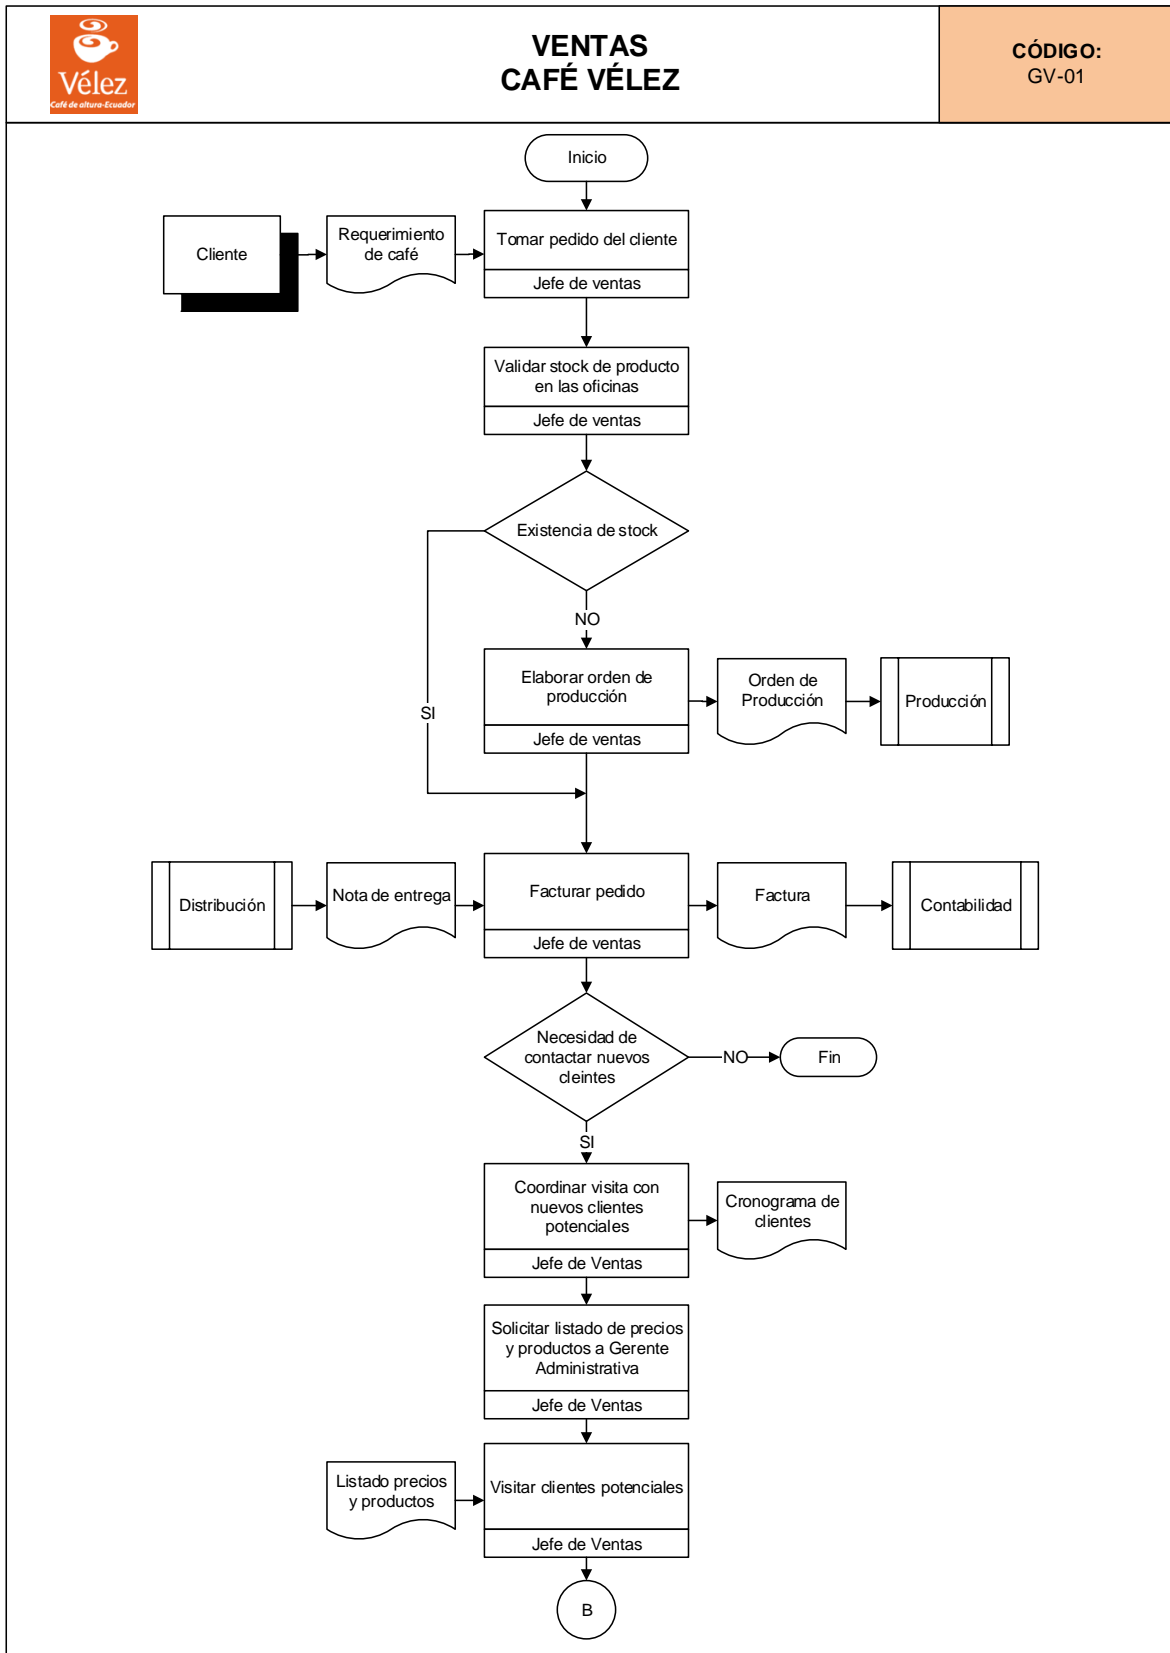 Vélez
Café de altura-Ecuador
VENTAS
CAFÉ VÉLEZ
CÓDIGO:
GV-01
Inicio
Cliente
Requerimiento
de café
Tomar pedido del cliente
Jefe de ventas
Validar stock de producto
en las oficinas
Jefe de ventas
Existencia de stock
NO
SI
Elaborar orden de
producción
Jefe de ventas
Orden de
Producción
Producción
Distribución
Nota de entrega
Facturar pedido
Jefe de ventas
Factura
Contabilidad
Necesidad de
contactar nuevos
cleintes
NO
Fin
SI
Coordinar visita con
nuevos clientes
potenciales
Jefe de Ventas
Cronograma de
clientes
Solicitar listado de precios
y productos a Gerente
Administrativa
Jefe de Ventas
Listado precios
y productos
Visitar clientes potenciales
Jefe de Ventas
B